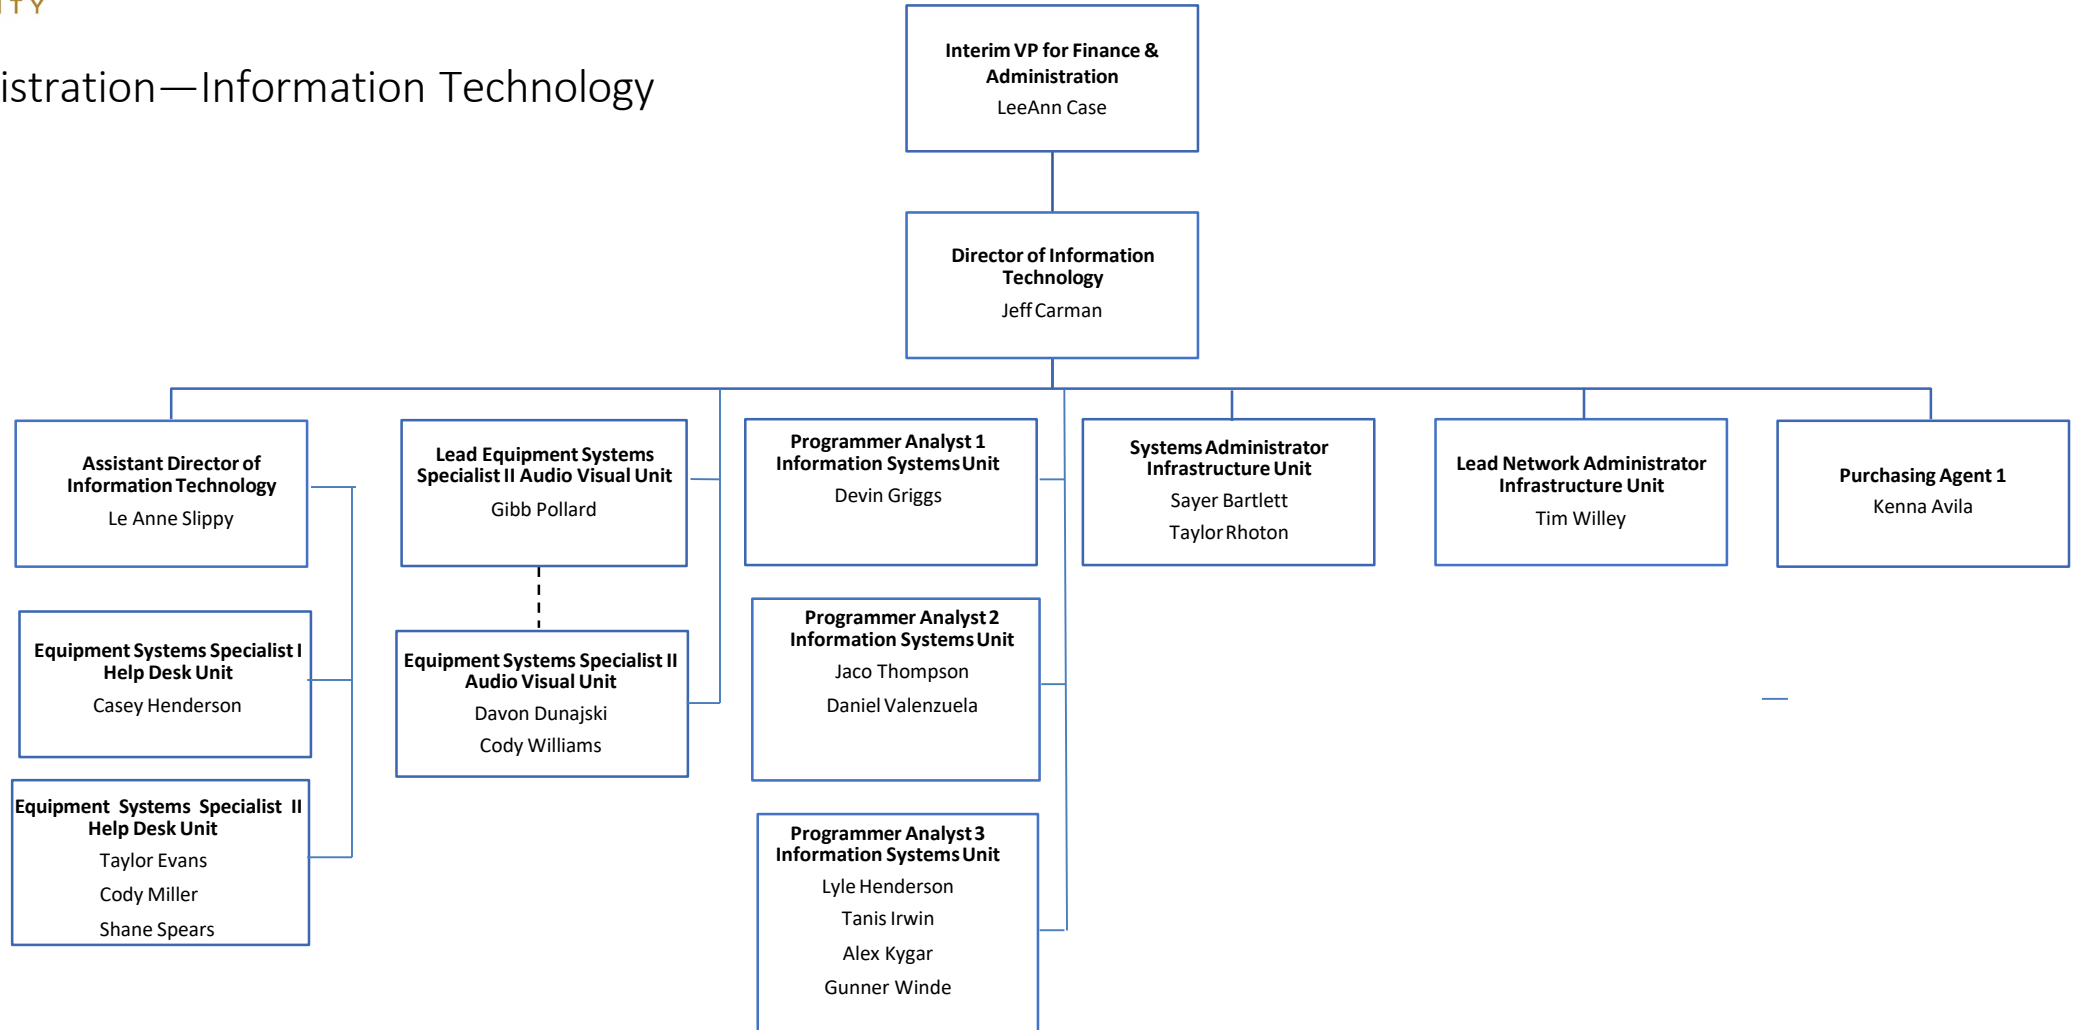 istration—Information Technology
Interim VP for Finance &
Administration
LeeAnn Case
Director of Information
Technology
Jeff Carman
Assistant Director of
Information Technology
Le Anne Slippy
Lead Equipment Systems
Specialist II Audio Visual Unit
Gibb Pollard
Programmer Analyst 1
Information Systems Unit
Devin Griggs
Systems Administrator
Infrastructure Unit
Sayer Bartlett
Taylor Rhoton
Lead Network Administrator
Infrastructure Unit
Tim Willey
Purchasing Agent 1
Kenna Avila
Equipment Systems Specialist I
Help Desk Unit
Casey Henderson
Equipment Systems Specialist II
Audio Visual Unit
Davon Dunajski
Cody Williams
Programmer Analyst 2
Information Systems Unit
Jaco Thompson
Daniel Valenzuela
Equipment Systems Specialist II
Help Desk Unit
Taylor Evans
Cody Miller
Shane Spears
Programmer Analyst 3
Information Systems Unit
Lyle Henderson
Tanis Irwin
Alex Kygar
Gunner Winde